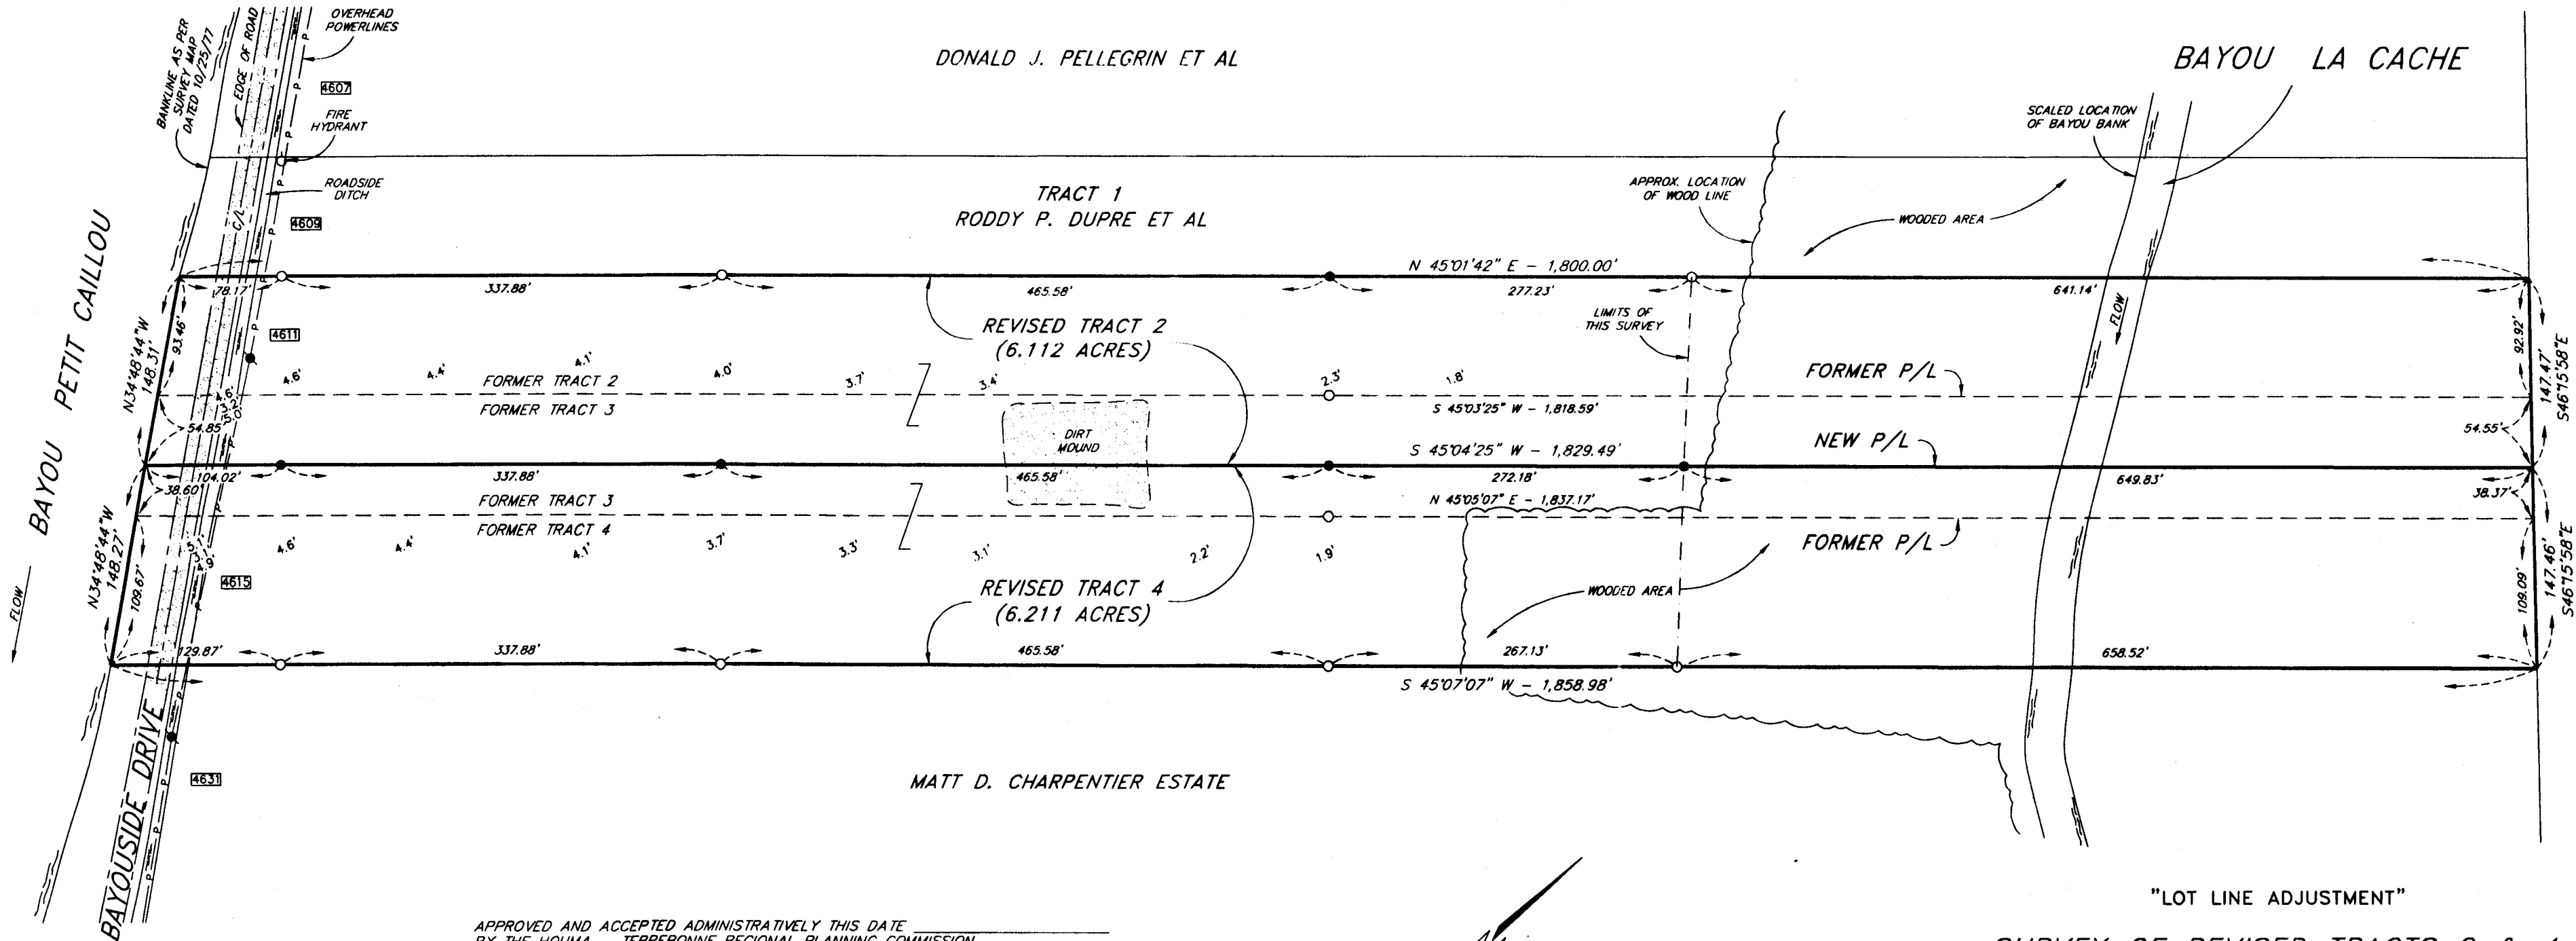 OVERHEAD
POWERLINES
BANKLINE AS PER
SURVEY MAP
DATED 10/25/77
EDGE OF ROAD
DONALD J. PELLEGRIN ET AL
BAYOU LA CACHE
4607
FIRE
HYDRANT
SCALED LOCATION
OF BAYOU BANK
ROADSIDE
DITCH
C/L
4609
TRACT 1
RODDY P. DUPRE ET AL
APPROX. LOCATION
OF WOOD LINE
WOODED AREA
BAYOU PETIT CAILLOU
N 45°01'42" E - 1,800.00'
78.17'
337.88'
465.58'
277.23'
641.14'
N34°48'44"W
148.31'
93.46'
4611
REVISED TRACT 2
(6.112 ACRES)
LIMITS OF
THIS SURVEY
FLOW
92.92'
147.47'
S46°15'58"E
4.6'
4.4'
4.1'
4.0'
3.7'
3.4'
2.3'
1.8'
FORMER TRACT 2
FORMER TRACT 3
FORMER P/L
S 45°03'25" W - 1,818.59'
54.85'
DIRT
MOUND
54.55'
NEW P/L
S 45°04'25" W - 1,829.49'
104.02'
337.88'
465.58'
272.18'
649.83'
38.60'
38.37'
FORMER TRACT 3
FORMER TRACT 4
N 45°05'07" E - 1,837.17'
FORMER P/L
4.6'
4.4'
4.1'
3.7'
3.3'
3.1'
2.2'
1.9'
N34°48'44"W
148.27'
109.67'
4615
REVISED TRACT 4
(6.211 ACRES)
WOODED AREA
109.09'
147.46'
S46°15'58"E
FLOW
129.87'
337.88'
465.58'
267.13'
658.52'
S 45°07'07" W - 1,858.98'
BAYOUSIDE DRIVE
4631
MATT D. CHARPENTIER ESTATE
"LOT LINE ADJUSTMENT"
APPROVED AND ACCEPTED ADMINISTRATIVELY THIS DATE